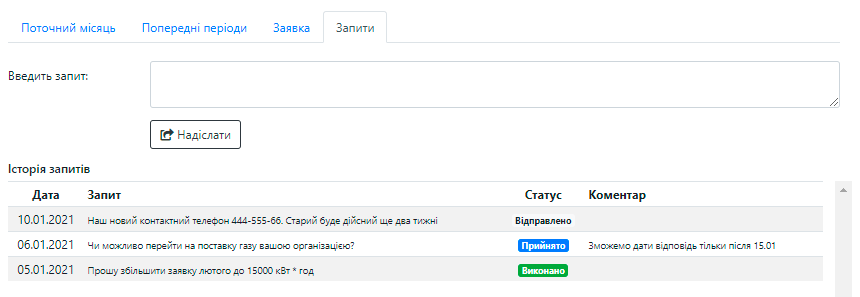 Поточний місяць Попередні періоди Заявка Запити
Введить запит:
Надіслати
Історія запитів
Дата Запит Статус Коментар
10.01.2021 Наш новий контактний телефон 444-555-66. Старий буде дійсний ще два тижні Відправлено
06.01.2021 Чи можливо перейти на поставку газу вашою організацією? Прийнято Зможемо дати відповідь тільки після 15.01
05.01.2021 Прошу збільшити заявку лютого до 15000 кВт * год Виконано